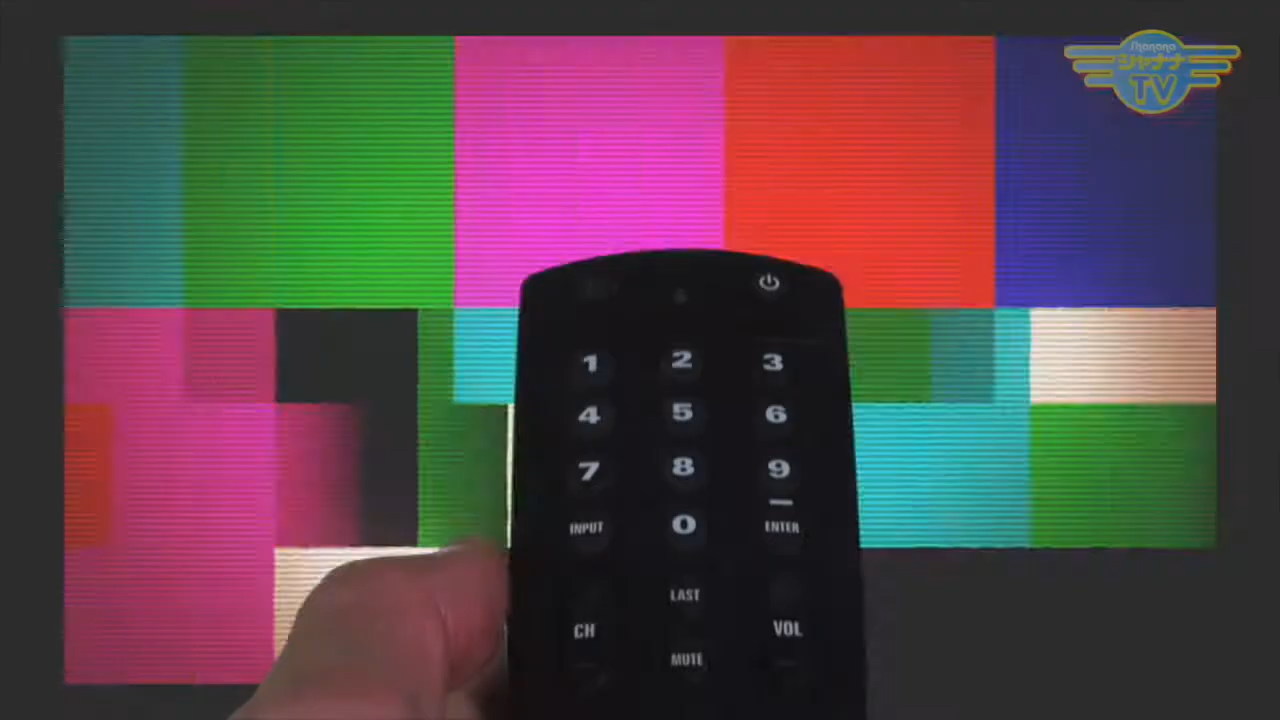 shanana
シャナナ
TV
1 2 3
4 5 6
7 8 9
INPUT 0 ENTER
LAST
CH VOL
MUTE